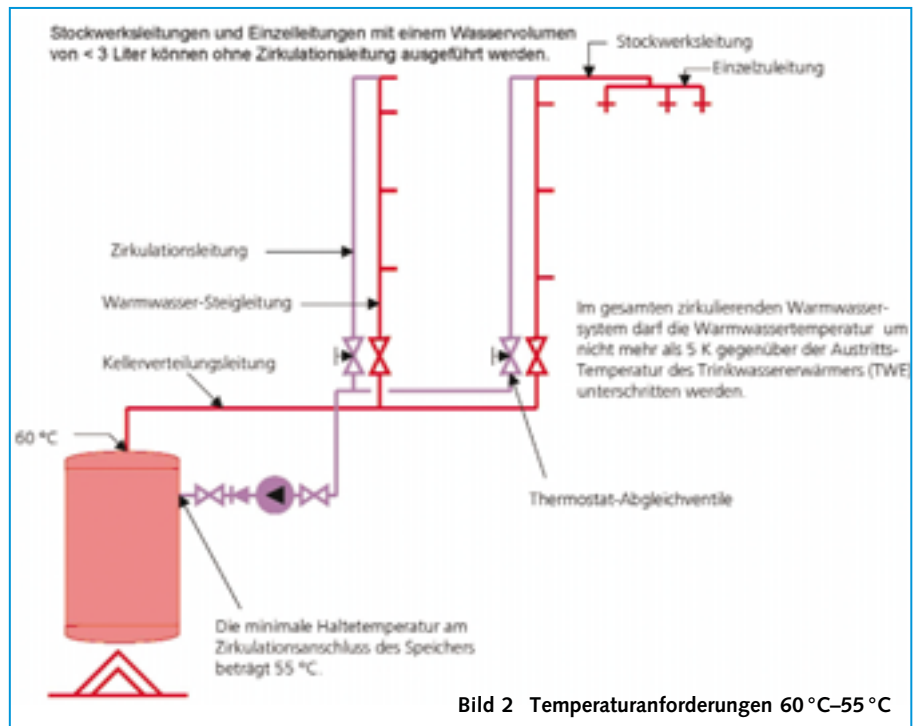 Stockwerksleitungen und Einzelleitungen mit einem Wasservolumen
von < 3 Liter können ohne Zirkulationsleitung ausgeführt werden.
Stockwerksleitung
Einzelzuleitung
Zirkulationsleitung
Warmwasser-Steigleitung
Im gesamten zirkulierenden Warmwasser-
system darf die Warmwassertemperatur um
nicht mehr als 5 K gegenüber der Austritts-
Temperatur des Trinkwassererwärmers (TWE)
unterschritten werden.
Kellerverteilungsleitung
60 °C
Thermostat-Abgleichventile
Die minimale Haltetemperatur am
Zirkulationsanschluss des Speichers
beträgt 55 °C.
Bild 2 Temperaturanforderungen 60 °C–55 °C